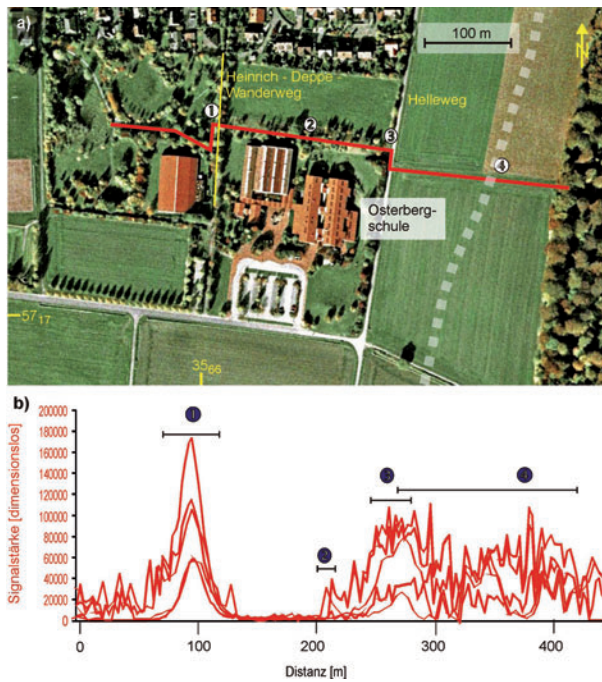 a)
100 m
N
Heinrich - Deppe -
Wanderweg
Helleweg
1
2
3
4
Osterberg-
schule
5717
3566
b)
Signalstärke [dimensionslos]
200000
180000
160000
140000
120000
100000
80000
60000
40000
20000
0
1
2
3
4
0
100
200
300
400
Distanz [m]